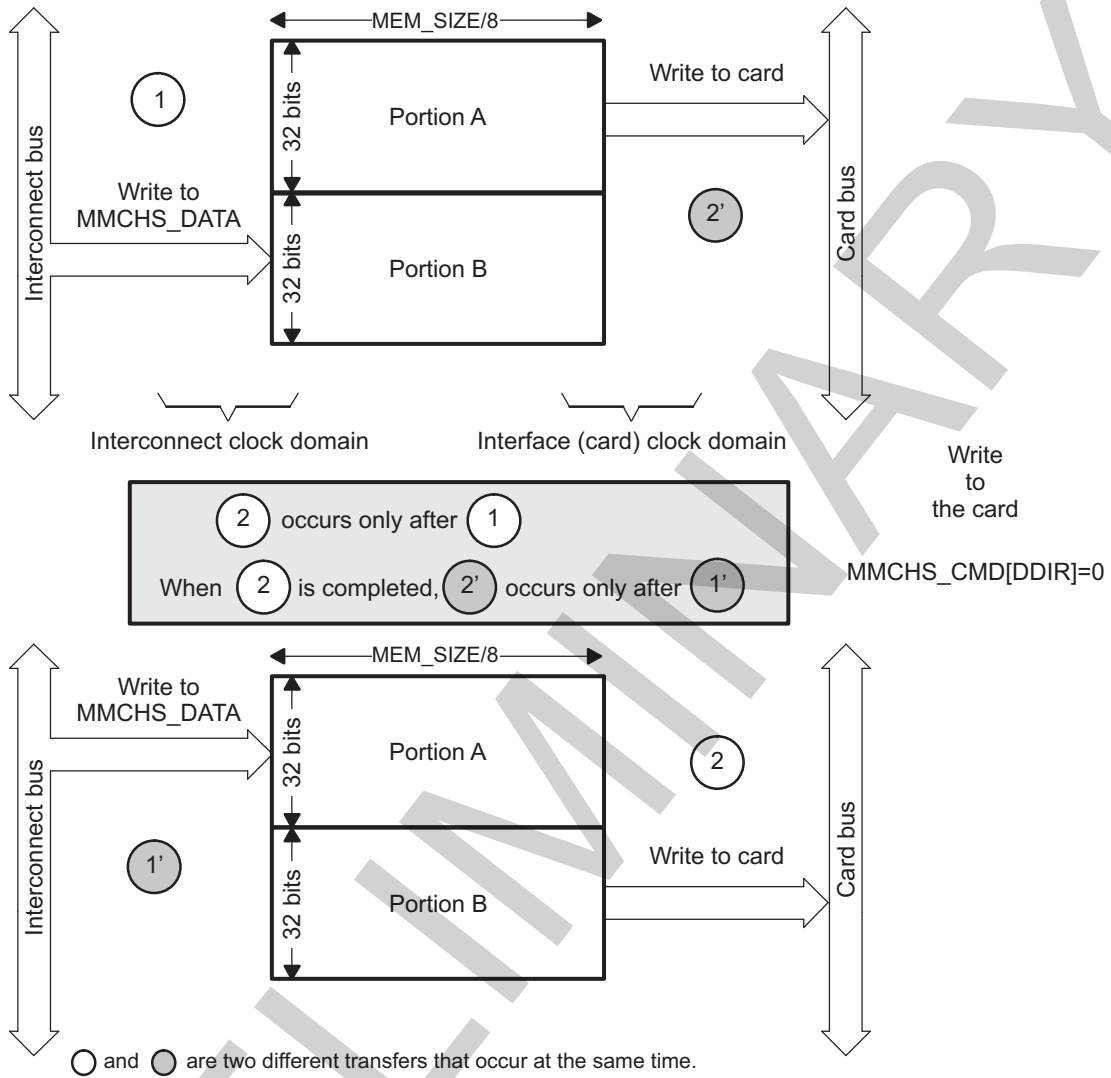 MEM_SIZE/8
Interconnect bus
1
Write to
MMCHS_DATA
32 bits
Portion A
32 bits
Portion B
Write to card
2'
Card bus
Interconnect clock domain
Interface (card) clock domain
Write
to
the card
MMCHS_CMD[DDIR]=0
2 occurs only after 1
When 2 is completed, 2' occurs only after 1'
MEM_SIZE/8
Interconnect bus
Write to
MMCHS_DATA
1'
32 bits
Portion A
32 bits
Portion B
2
Write to card
Card bus
and are two different transfers that occur at the same time.